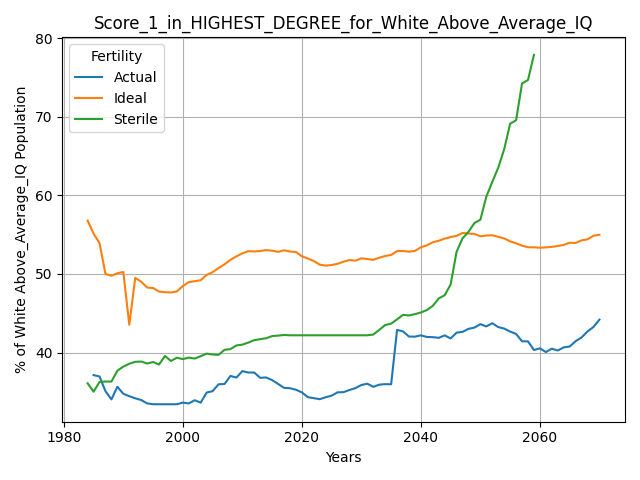 Score_1_in_HIGHEST_DEGREE_for_White_Above_Average_IQ
% of White Above_Average_IQ Population
80
70
60
50
40
Fertility
Actual
Ideal
Sterile
1980
2000
2020
2040
2060
Years